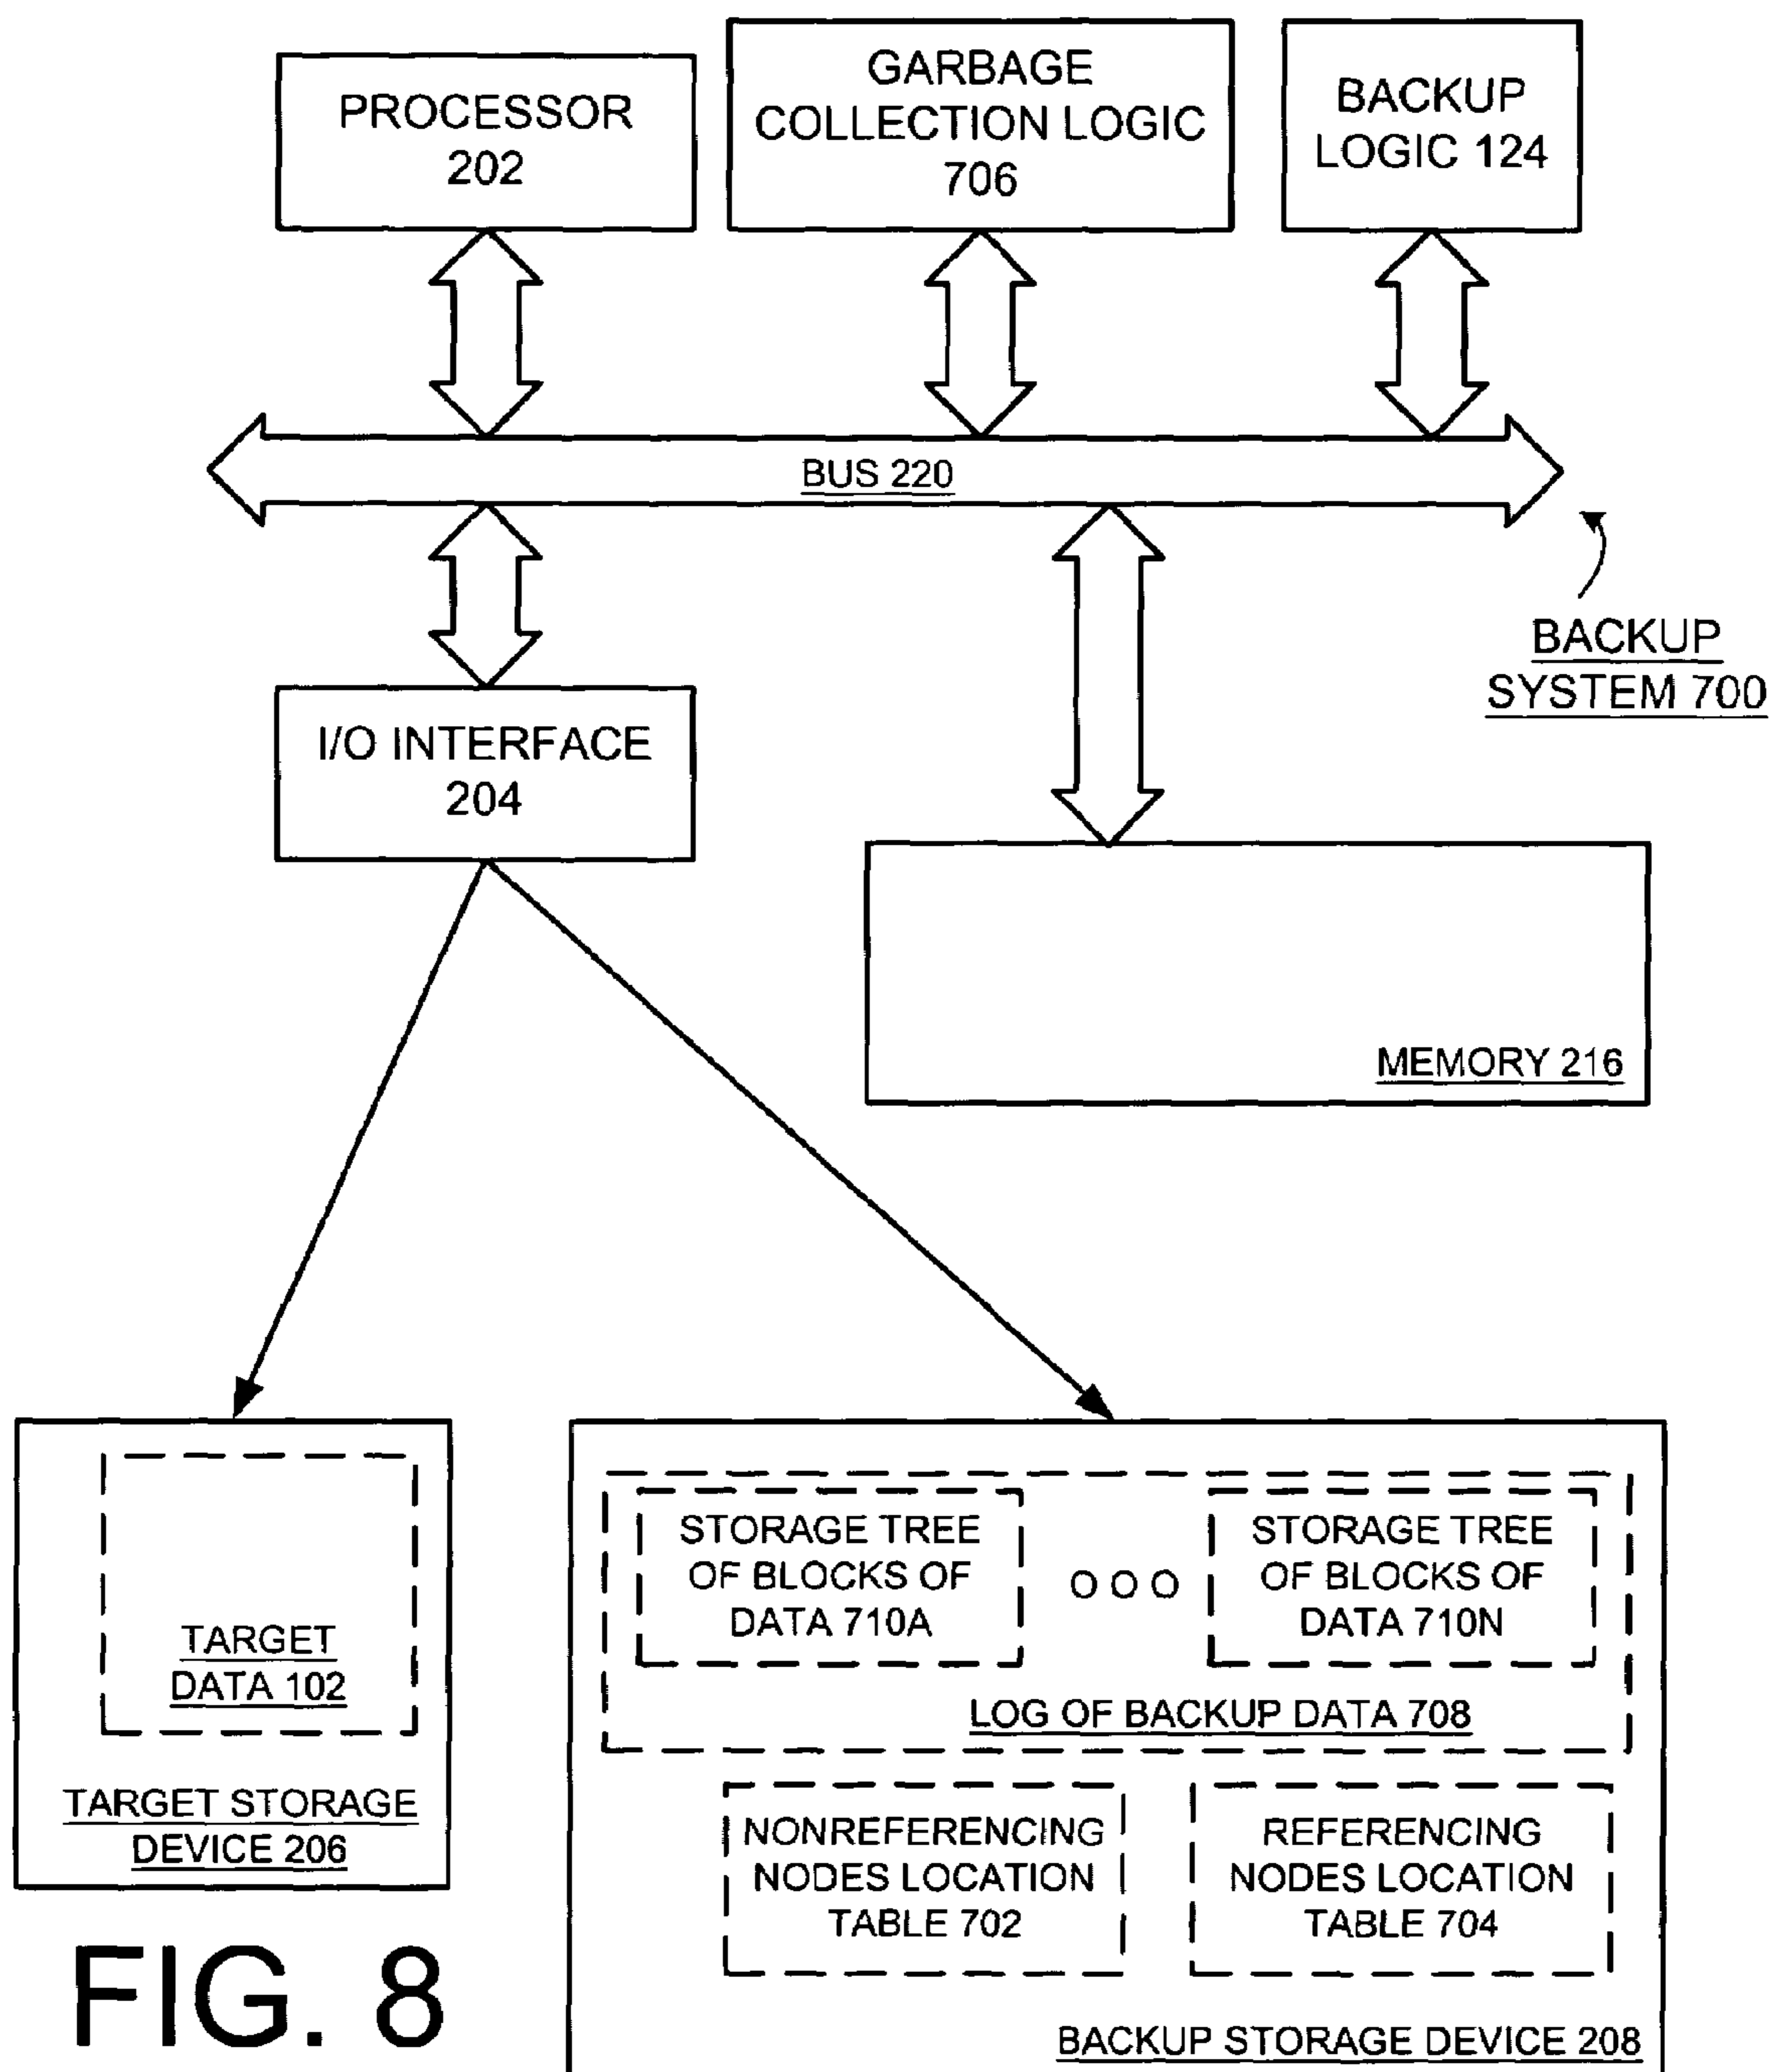 PROCESSOR
202
GARBAGE
COLLECTION LOGIC
706
BACKUP
LOGIC 124
BUS 220
BACKUP
SYSTEM 700
I/O INTERFACE
204
MEMORY 216
TARGET
DATA 102
TARGET STORAGE
DEVICE 206
STORAGE TREE
OF BLOCKS OF
DATA 710A
STORAGE TREE
OF BLOCKS OF
DATA 710N
LOG OF BACKUP DATA 708
NONREFERENCING
NODES LOCATION
TABLE 702
REFERENCING
NODES LOCATION
TABLE 704
BACKUP STORAGE DEVICE 208
FIG. 8